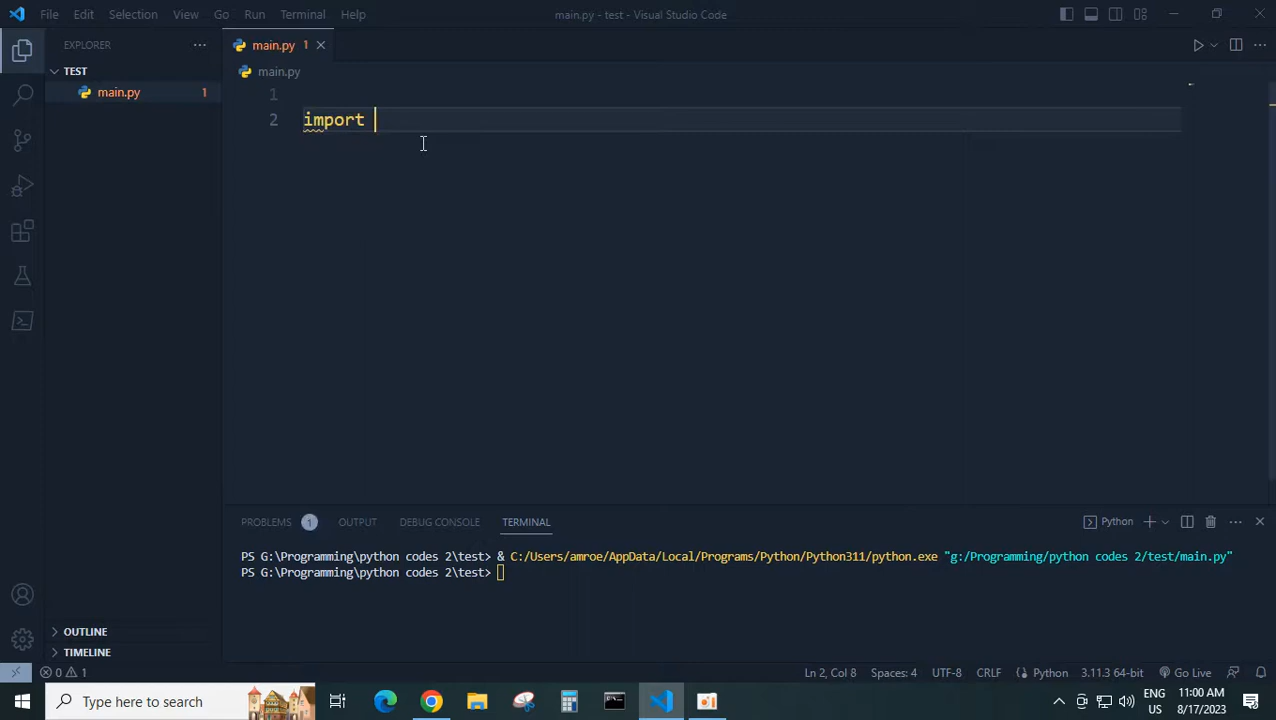 File Edit Selection View Go Run Terminal Help
main.py - test - Visual Studio Code
EXPLORER
TEST
main.py 1
main.py 1
main.py
1
2 import
PROBLEMS 1 OUTPUT DEBUG CONSOLE TERMINAL
Python
PS G:\Programming\python codes 2\test> & C:/Users/amroe/AppData/Local/Programs/Python/Python311/python.exe "g:/Programming/python codes 2/test/main.py"
PS G:\Programming\python codes 2\test>
OUTLINE
TIMELINE
0 1
Ln 2, Col 8 Spaces: 4 UTF-8 CRLF Python 3.11.3 64-bit Go Live
Type here to search
ENG
US
11:00 AM
8/17/2023